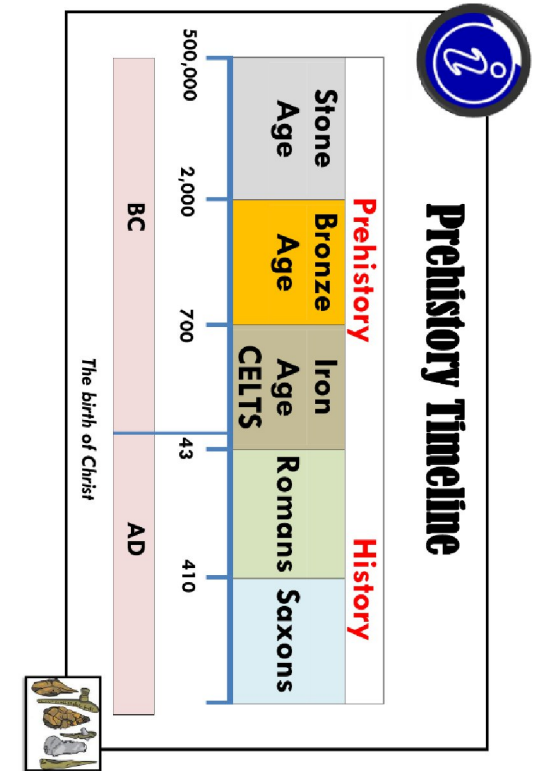 Prehistory Timeline
Prehistory History
Stone Bronze Iron
Age Age Age Romans Saxons
CELTS
500,000 2,000 700 43 410
BC AD
The birth of Christ